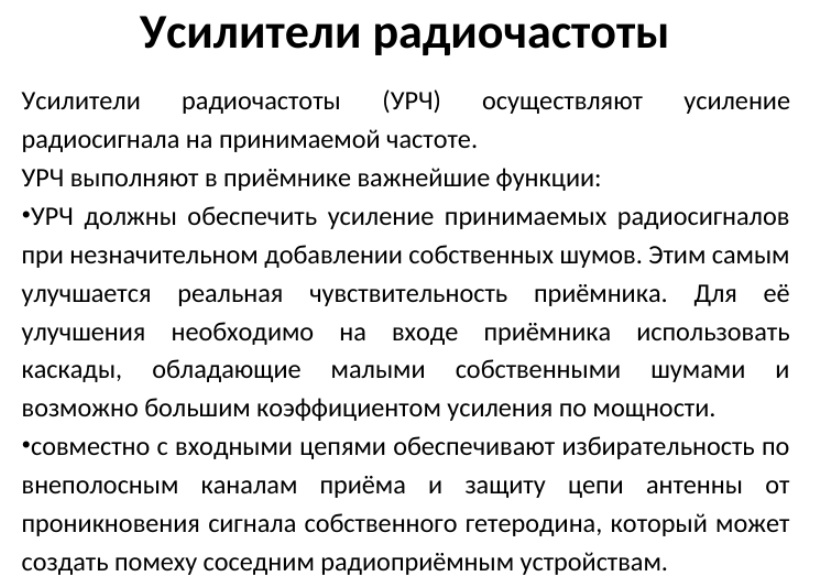 Усилители радиочастоты
Усилители радиочастоты (УРЧ) осуществляют усиление
радиосигнала на принимаемой частоте.
УРЧ выполняют в приёмнике важнейшие функции:
•УРЧ должны обеспечить усиление принимаемых радиосигналов
при незначительном добавлении собственных шумов. Этим самым
улучшается реальная чувствительность приёмника. Для её
улучшения необходимо на входе приёмника использовать
каскады, обладающие малыми собственными шумами и
возможно большим коэффициентом усиления по мощности.
•совместно с входными цепями обеспечивают избирательность по
внеполосным каналам приёма и защиту цепи антенны от
проникновения сигнала собственного гетеродина, который может
создать помеху соседним радиоприёмным устройствам.